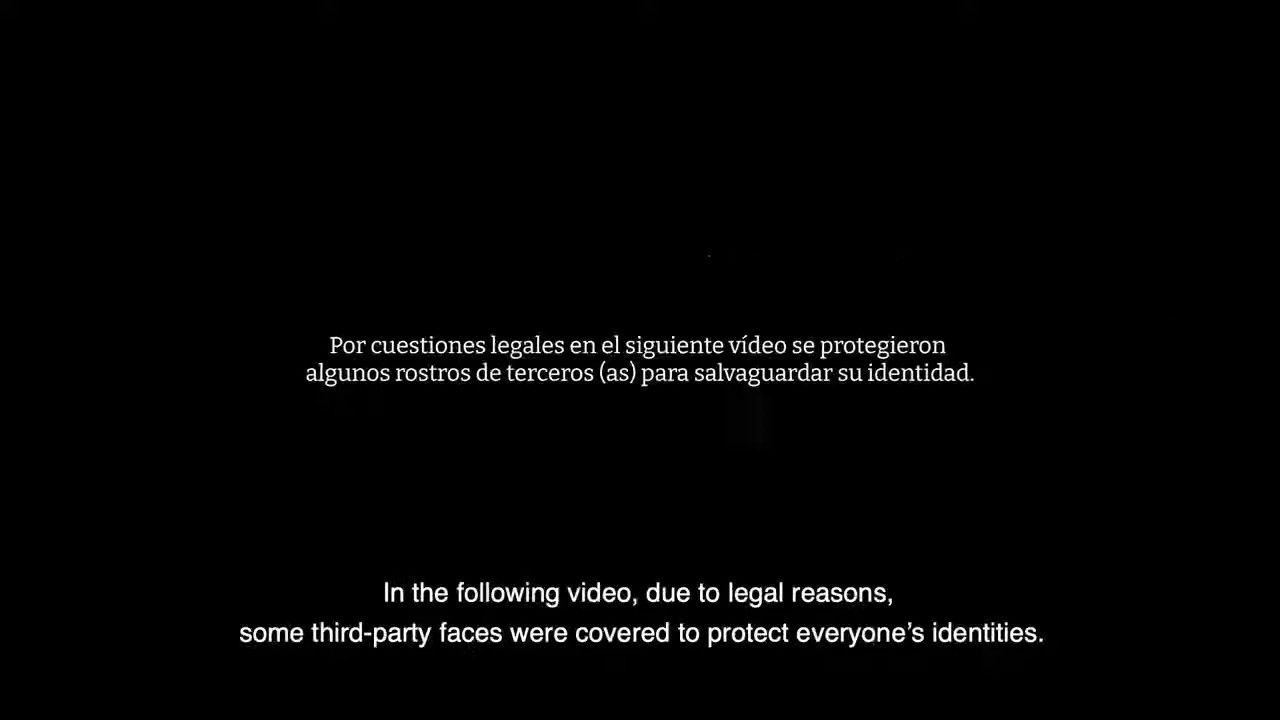 Por cuestiones legales en el siguiente vídeo se protegieron
algunos rostros de terceros (as) para salvaguardar su identidad.
In the following video, due to legal reasons,
some third-party faces were covered to protect everyone’s identities.